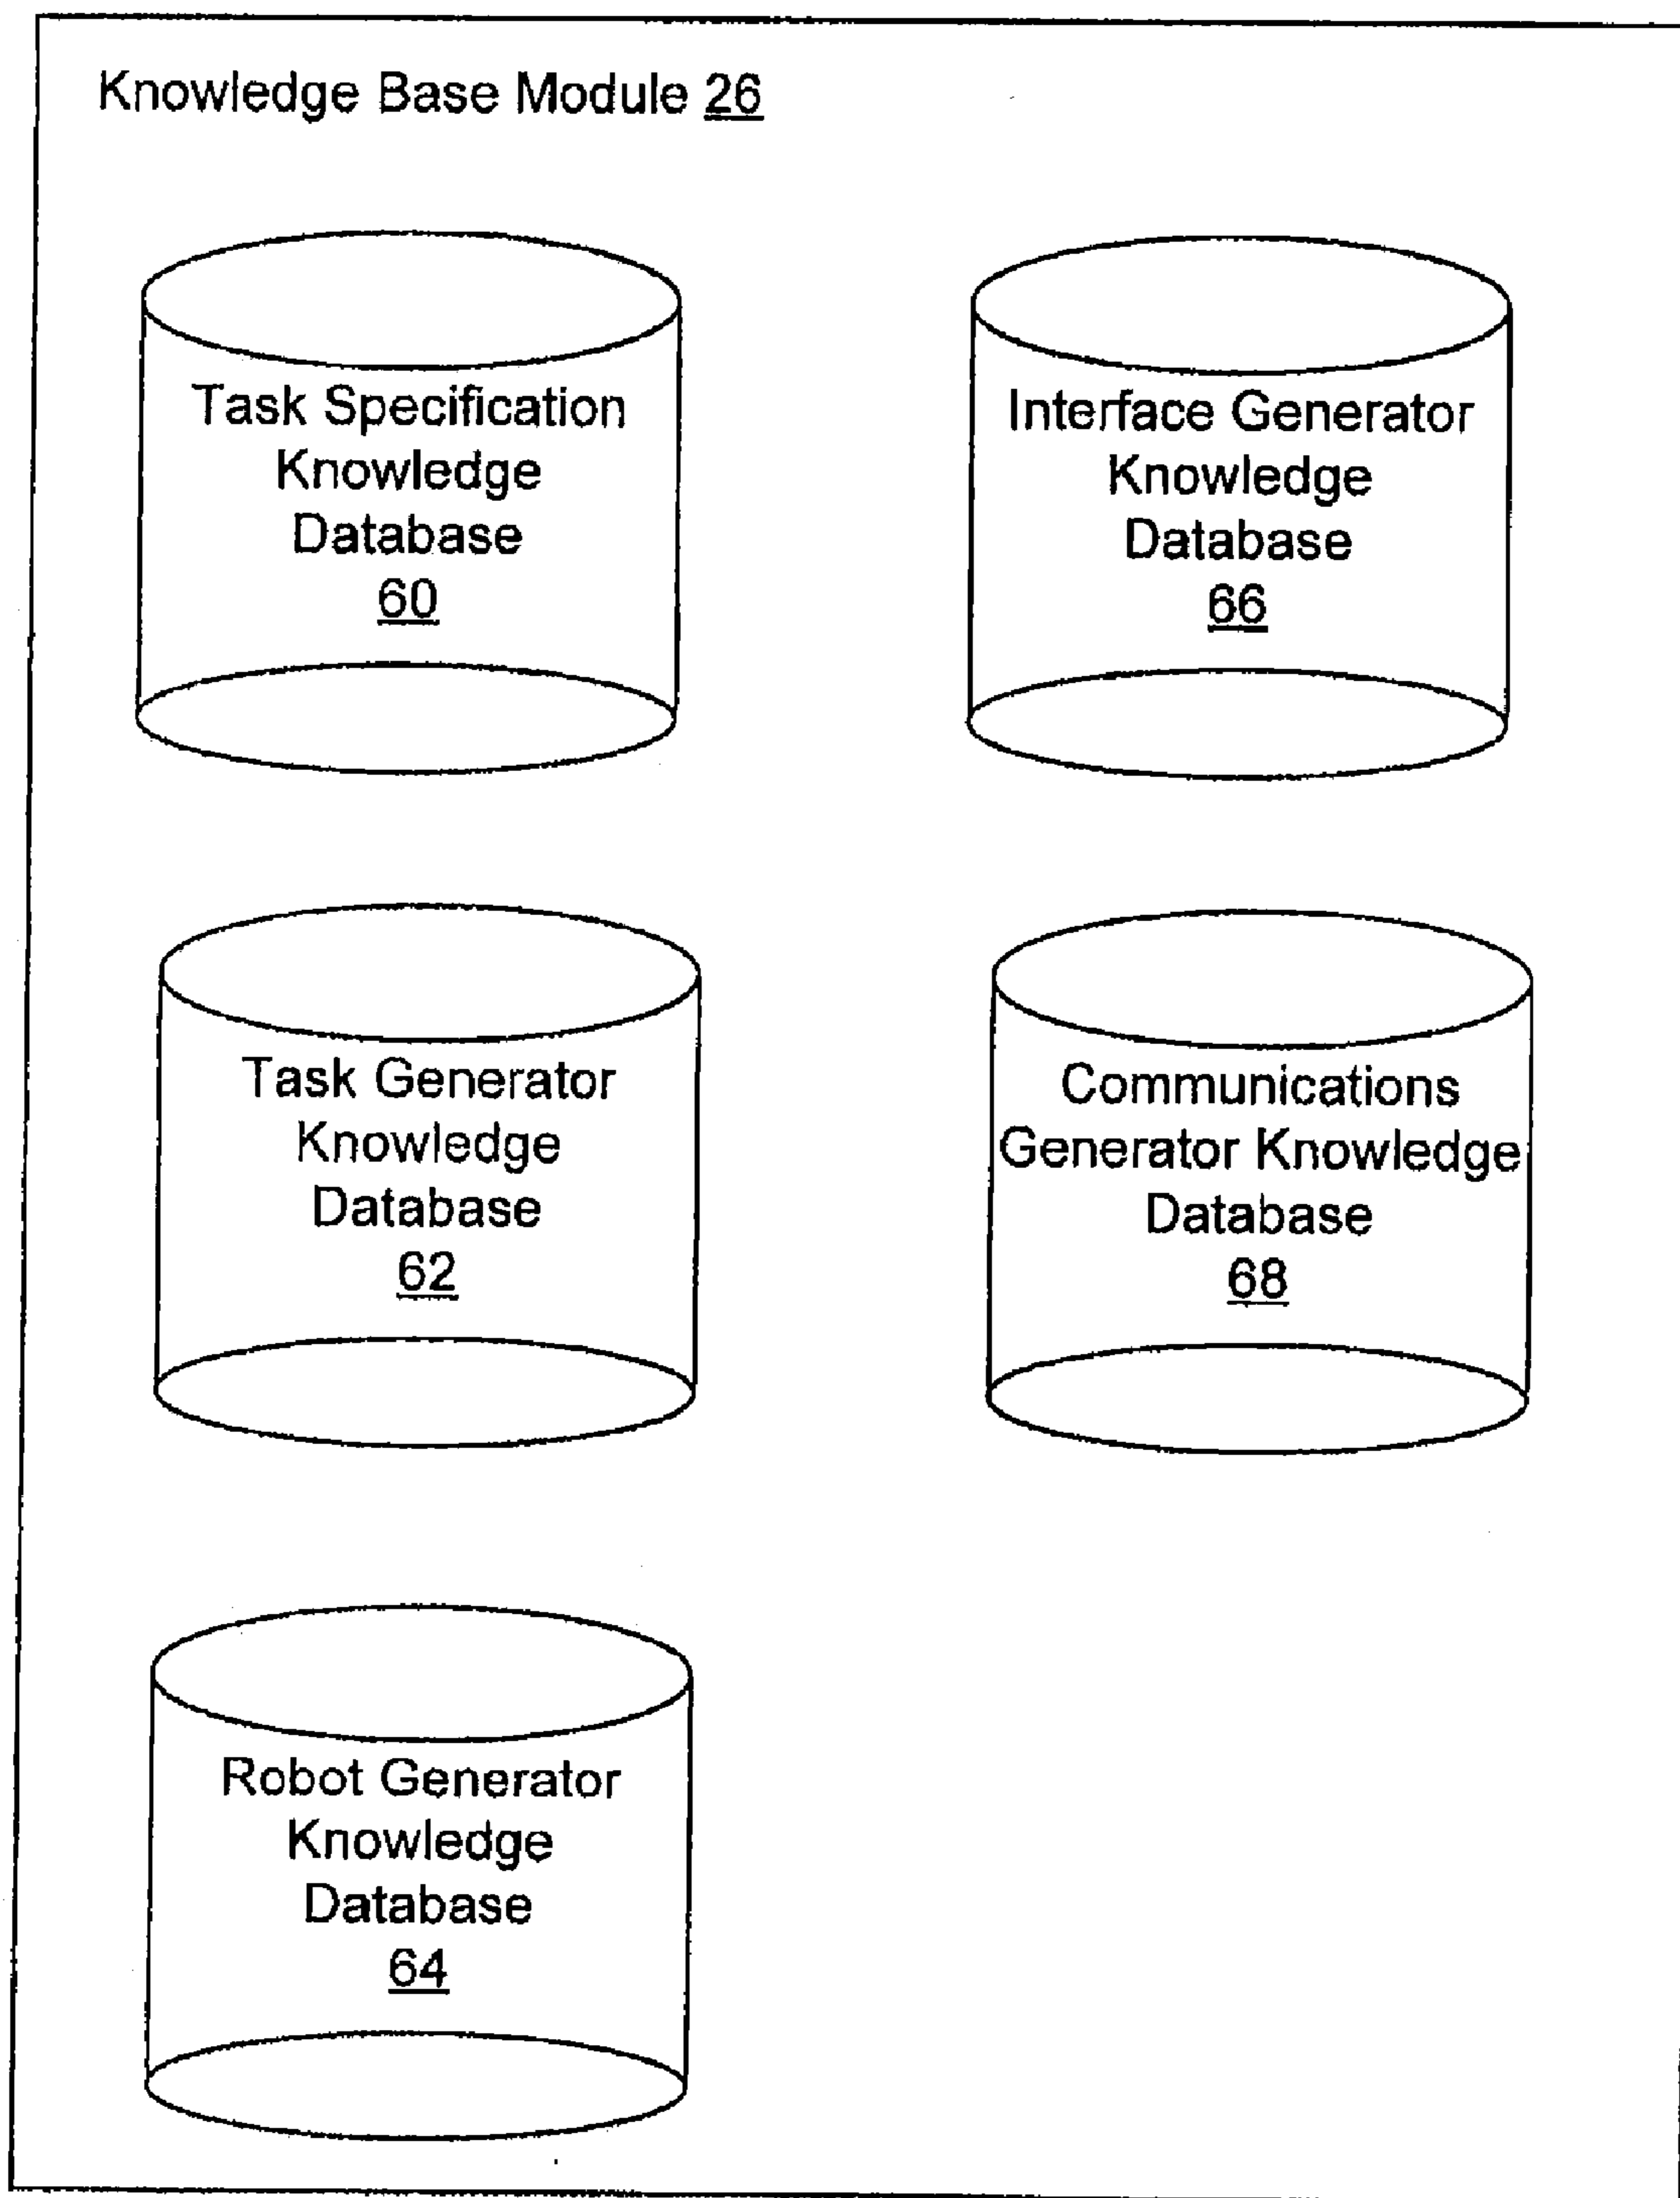 Knowledge Base Module 26
Task Specification
Knowledge
Database
60
Interface Generator
Knowledge
Database
66
Task Generator
Knowledge
Database
62
Communications
Generator Knowledge
Database
68
Robot Generator
Knowledge
Database
64